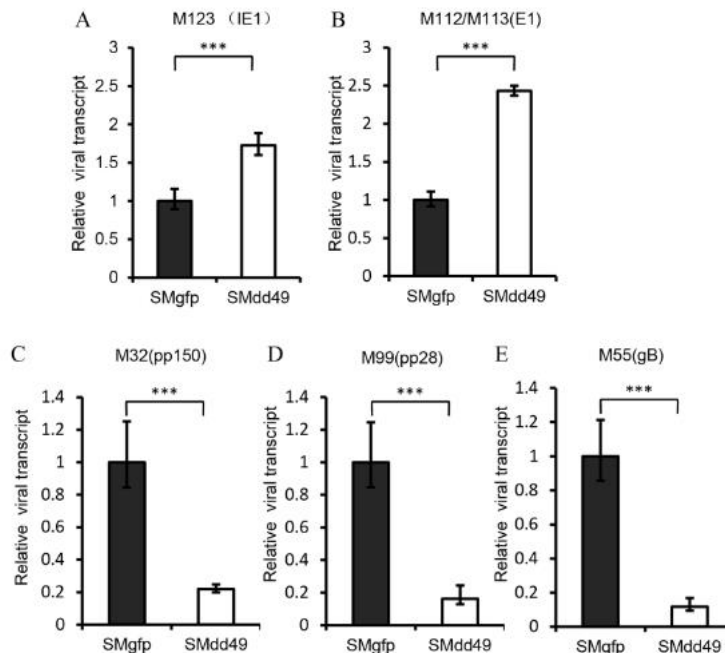 A M123 （IE1）
***
Relative viral transcript
3
2.5
2
1.5
1
0.5
0
SMgfp SMdd49
B M112/M113(E1)
***
Relative viral transcript
3
2.5
2
1.5
1
0.5
0
SMgfp SMdd49
C M32(pp150)
***
Relative viral transcript
1.4
1.2
1
0.8
0.6
0.4
0.2
0
SMgfp SMdd49
D M99(pp28)
***
Relative viral transcript
1.4
1.2
1
0.8
0.6
0.4
0.2
0
SMgfp SMdd49
E M55(gB)
***
Relative viral transcript
1.4
1.2
1
0.8
0.6
0.4
0.2
0
SMgfp SMdd49